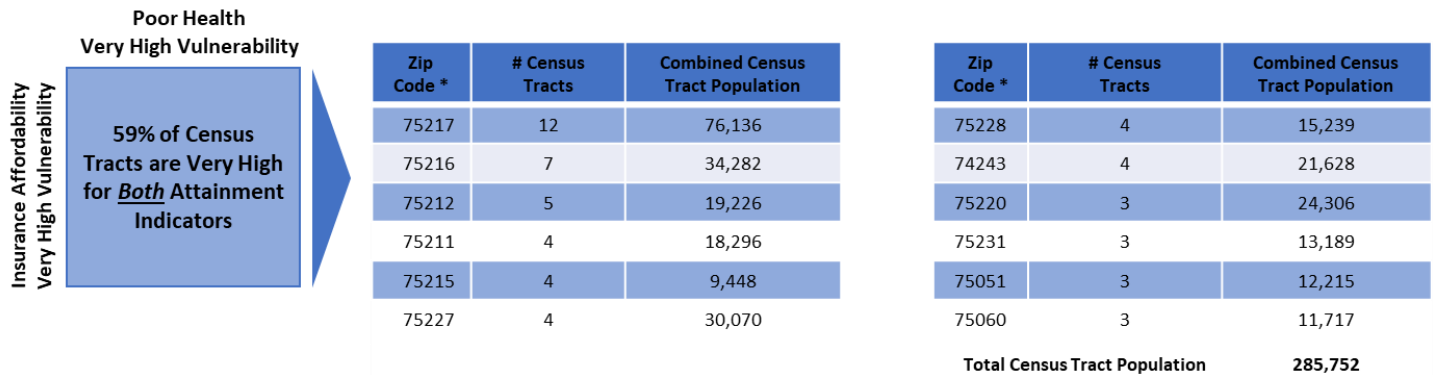 Poor Health
Very High Vulnerability
Insurance Affordability
Very High Vulnerability
59% of Census
Tracts are Very High
for Both Attainment
Indicators
Zip Code * # Census Tracts Combined Census Tract Population
75217 12 76,136
75216 7 34,282
75212 5 19,226
75211 4 18,296
75215 4 9,448
75227 4 30,070
Zip Code * # Census Tracts Combined Census Tract Population
75228 4 15,239
74243 4 21,628
75220 3 24,306
75231 3 13,189
75051 3 12,215
75060 3 11,717
Total Census Tract Population 285,752